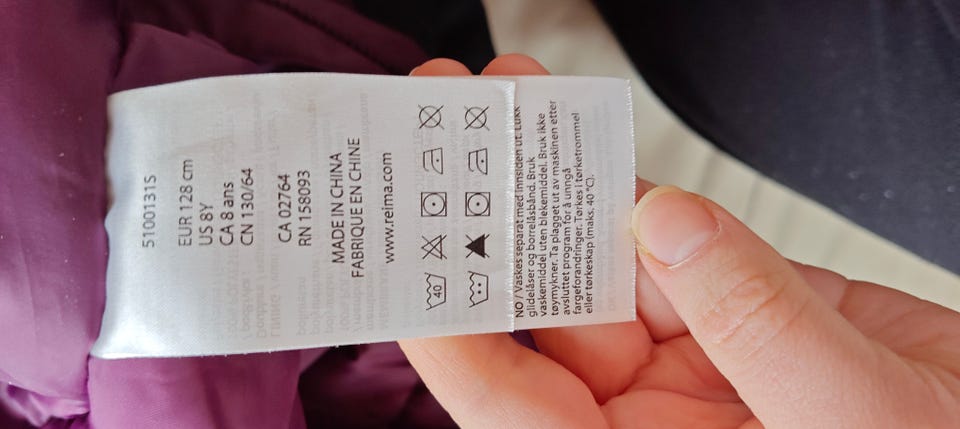 5100131S
EUR 128 cm
US 8Y
CA 8 ans
CN 130/64
CA 02764
RN 158093
MADE IN CHINA
FABRIQUE EN CHINE
www.reima.com
40
NO / Vaskes separat med innsiden ut. Lukk
glidelåser og borrelåsbånd. Bruk
vaskemiddel uten blekemiddel. Bruk ikke
tøymykner. Ta plagget ut av maskinen etter
avsluttet program för å unngå
fargeforandringer. Tørkes i tørketrommel
eller tørkeskap (maks. 40 °C).